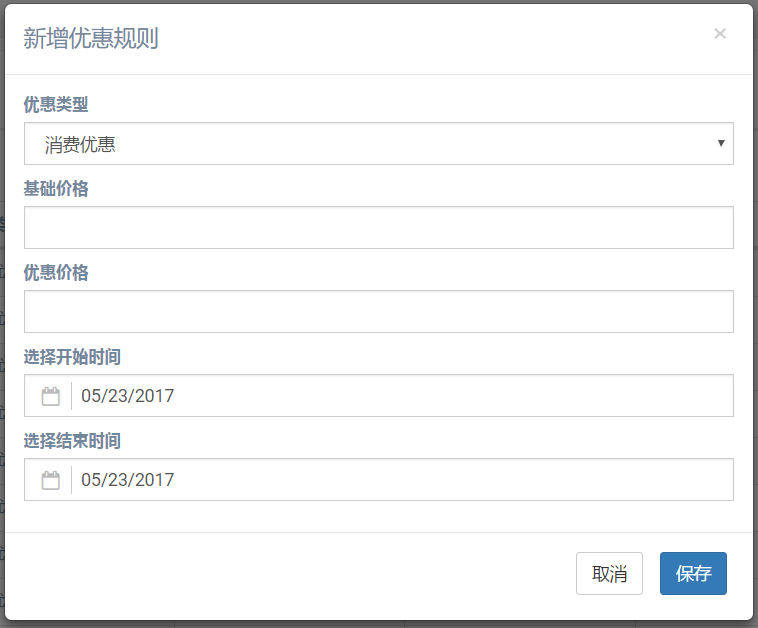 新增优惠规则
×
优惠类型
消费优惠
基础价格
优惠价格
选择开始时间
05/23/2017
选择结束时间
05/23/2017
取消 保存